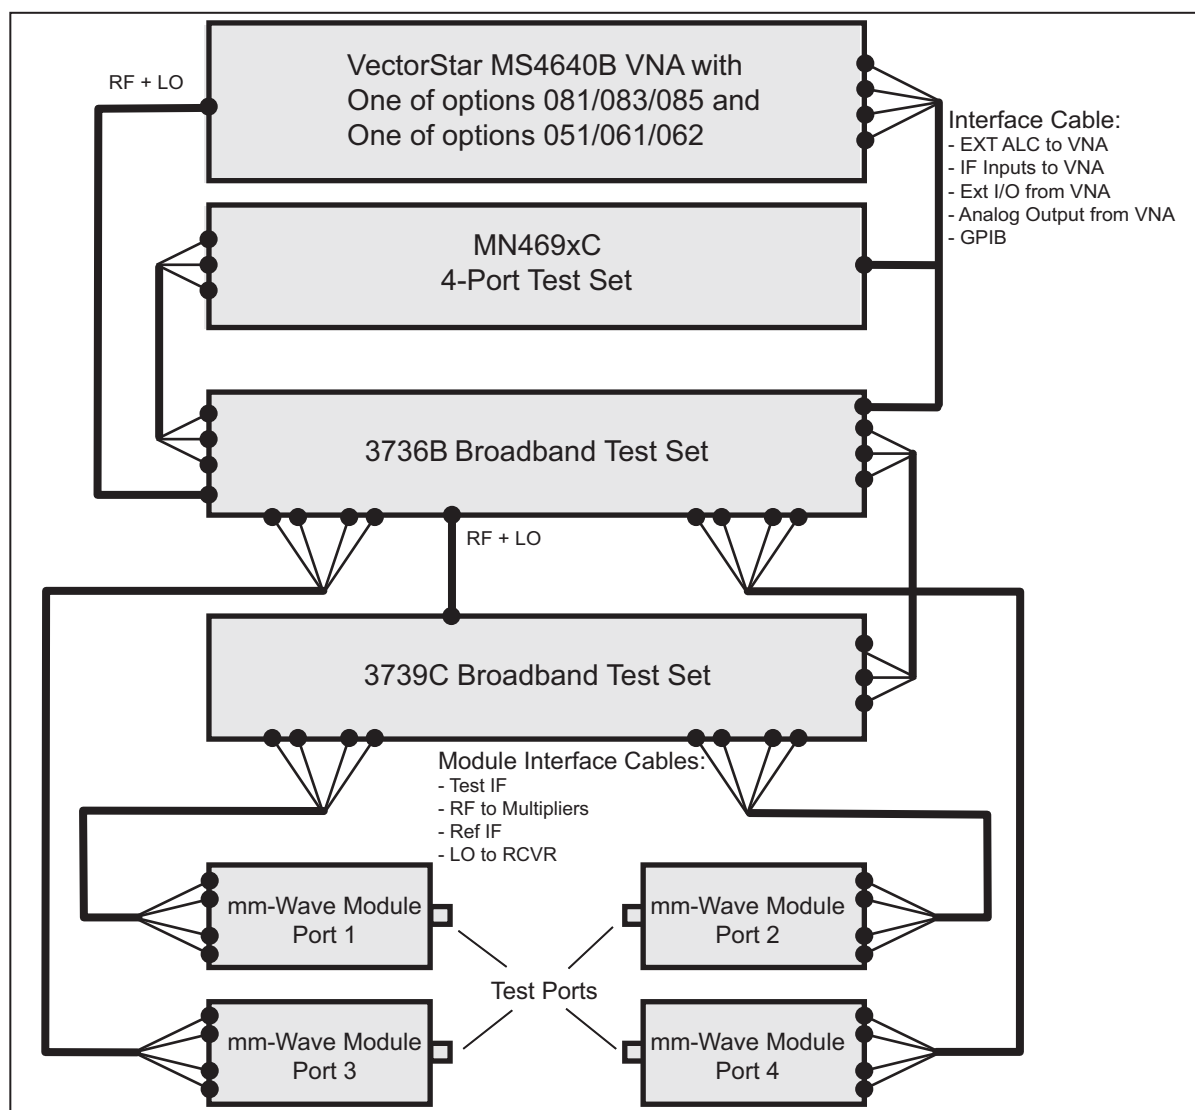 VectorStar MS4640B VNA with
One of options 081/083/085 and
One of options 051/061/062
RF + LO
Interface Cable:
- EXT ALC to VNA
- IF Inputs to VNA
- Ext I/O from VNA
- Analog Output from VNA
- GPIB
MN469xC
4-Port Test Set
3736B Broadband Test Set
RF + LO
3739C Broadband Test Set
Module Interface Cables:
- Test IF
- RF to Multipliers
- Ref IF
- LO to RCVR
mm-Wave Module
Port 1
mm-Wave Module
Port 2
Test Ports
mm-Wave Module
Port 3
mm-Wave Module
Port 4